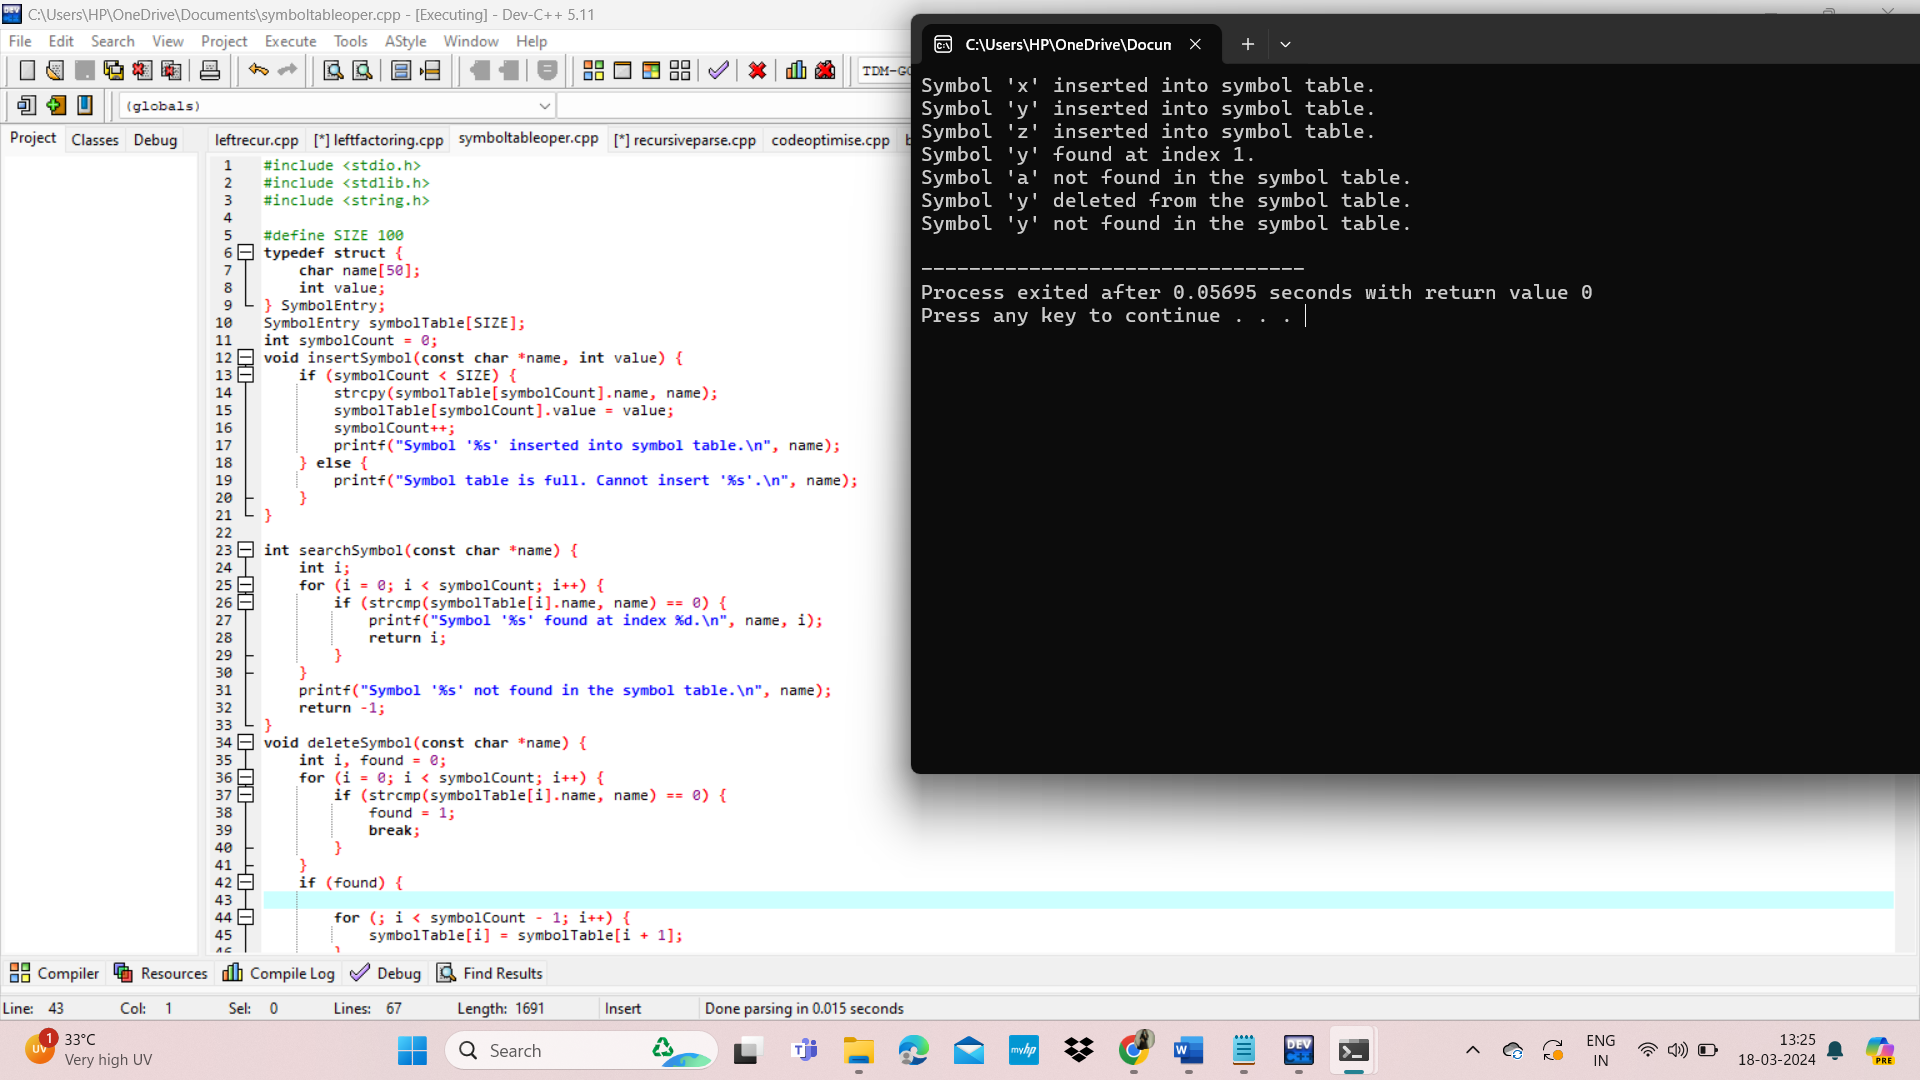 C:\Users\HP\OneDrive\Documents\symboltableoper.cpp - [Executing] - Dev-C++ 5.11
File Edit Search View Project Execute Tools AStyle Window Help
TDM-GC
(globals)
Project Classes Debug
leftrecur.cpp [*] leftfactoring.cpp symboltableoper.cpp [*] recursiveparse.cpp codeoptimise.cpp
1 #include <stdio.h>
2 #include <stdlib.h>
3 #include <string.h>
4
5 #define SIZE 100
6 typedef struct {
7 char name[50];
8 int value;
9 } SymbolEntry;
10 SymbolEntry symbolTable[SIZE];
11 int symbolCount = 0;
12 void insertSymbol(const char *name, int value) {
13 if (symbolCount < SIZE) {
14 strcpy(symbolTable[symbolCount].name, name);
15 symbolTable[symbolCount].value = value;
16 symbolCount++;
17 printf("Symbol '%s' inserted into symbol table.\n", name);
18 } else {
19 printf("Symbol table is full. Cannot insert '%s'.\n", name);
20 }
21 }
22
23 int searchSymbol(const char *name) {
24 int i;
25 for (i = 0; i < symbolCount; i++) {
26 if (strcmp(symbolTable[i].name, name) == 0) {
27 printf("Symbol '%s' found at index %d.\n", name, i);
28 return i;
29 }
30 }
31 printf("Symbol '%s' not found in the symbol table.\n", name);
32 return -1;
33 }
34 void deleteSymbol(const char *name) {
35 int i, found = 0;
36 for (i = 0; i < symbolCount; i++) {
37 if (strcmp(symbolTable[i].name, name) == 0) {
38 found = 1;
39 break;
40 }
41 }
42 if (found) {
43
44 for (; i < symbolCount - 1; i++) {
45 symbolTable[i] = symbolTable[i + 1];
C:\Users\HP\OneDrive\Docun
Symbol 'x' inserted into symbol table.
Symbol 'y' inserted into symbol table.
Symbol 'z' inserted into symbol table.
Symbol 'y' found at index 1.
Symbol 'a' not found in the symbol table.
Symbol 'y' deleted from the symbol table.
Symbol 'y' not found in the symbol table.
--------------------------------
Process exited after 0.05695 seconds with return value 0
Press any key to continue . . .
Compiler Resources Compile Log Debug Find Results
Line: 43 Col: 1 Sel: 0 Lines: 67 Length: 1691 Insert Done parsing in 0.015 seconds
UV 1 33°C
Very high UV
Search
myhp
DEV
C++
ENG
IN
13:25
18-03-2024
PRE